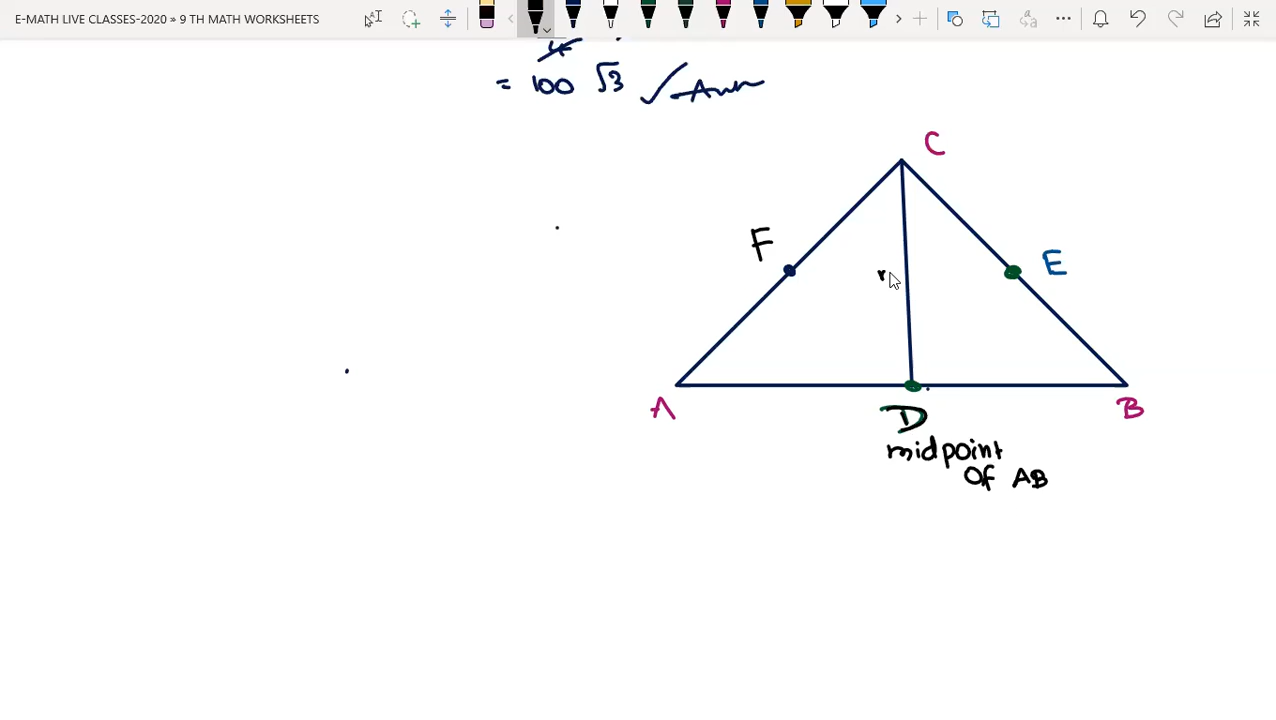 E-MATH LIVE CLASSES-2020 » 9 TH MATH WORKSHEETS
= 100 √3 Ans
C
F
E
A
D
B
midpoint
Of AB